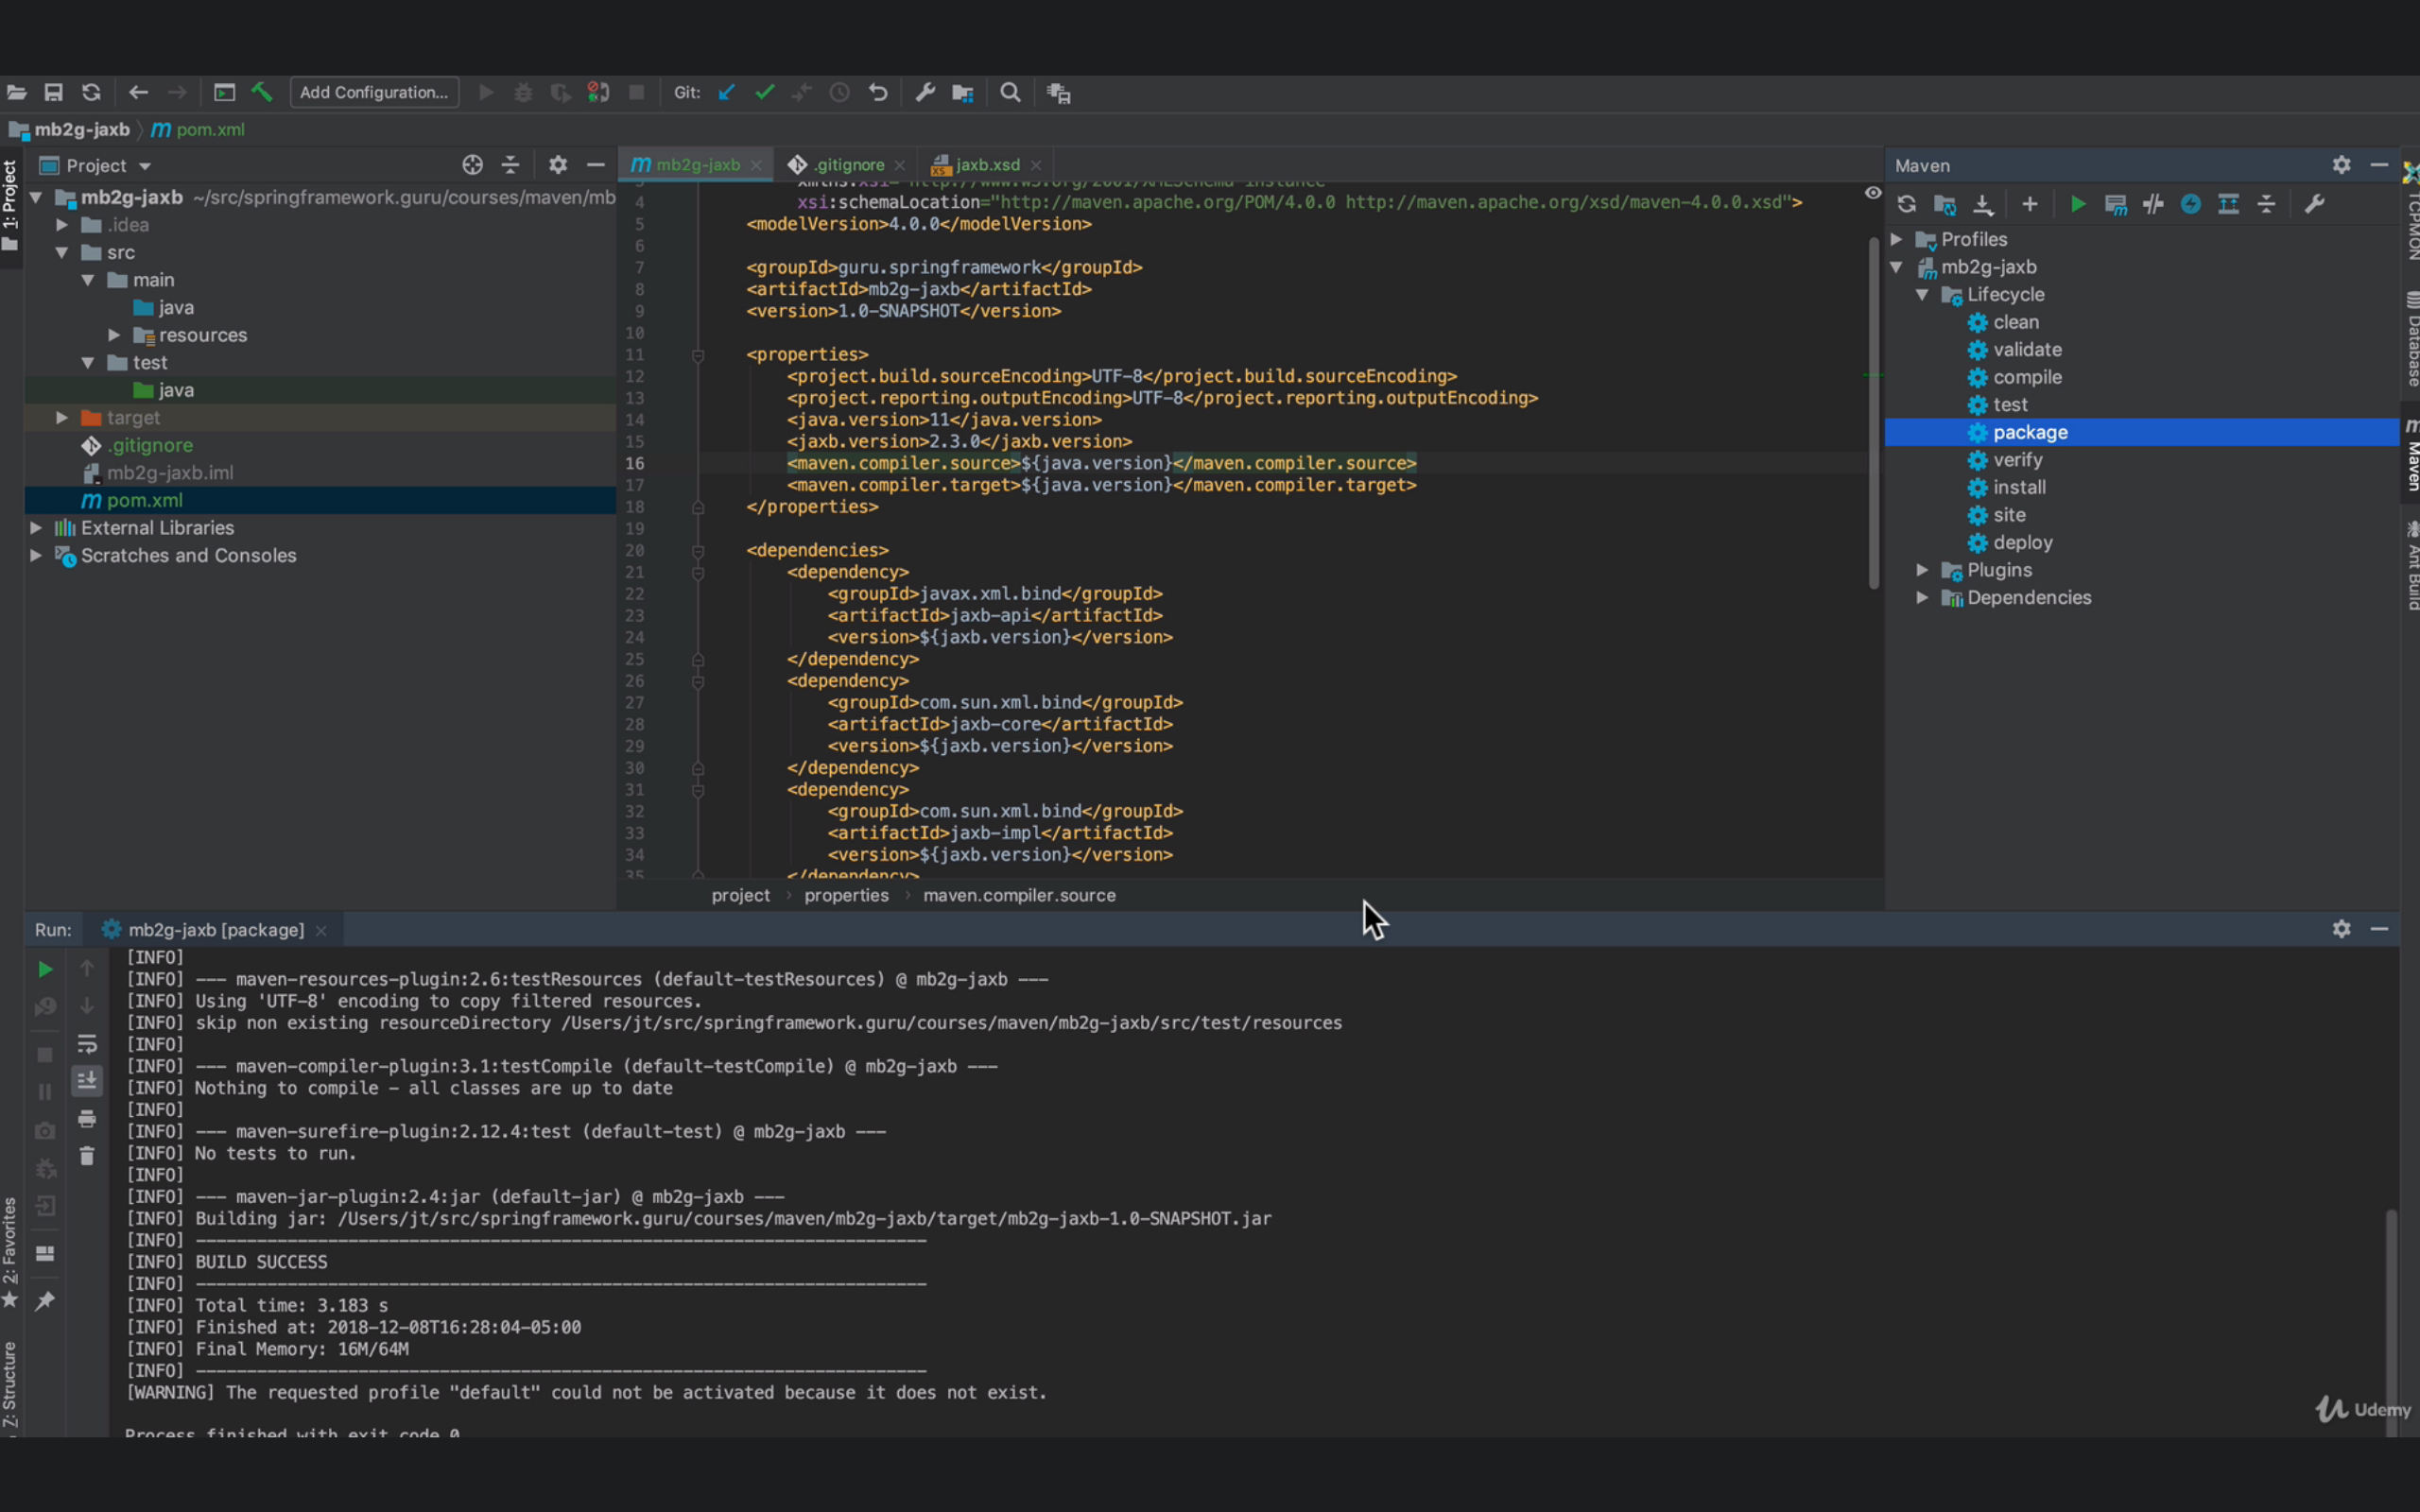 Add Configuration...
Git:
mb2g-jaxb
pom.xml
1: Project
Project
mb2g-jaxb ~/src/springframework.guru/courses/maven/mb
.idea
src
main
java
resources
test
java
target
.gitignore
mb2g-jaxb.iml
pom.xml
External Libraries
Scratches and Consoles
mb2g-jaxb
.gitignore
jaxb.xsd
4 xsi:schemaLocation="http://maven.apache.org/POM/4.0.0 http://maven.apache.org/xsd/maven-4.0.0.xsd">
5 <modelVersion>4.0.0</modelVersion>
6
7 <groupId>guru.springframework</groupId>
8 <artifactId>mb2g-jaxb</artifactId>
9 <version>1.0-SNAPSHOT</version>
10
11 <properties>
12 <project.build.sourceEncoding>UTF-8</project.build.sourceEncoding>
13 <project.reporting.outputEncoding>UTF-8</project.reporting.outputEncoding>
14 <java.version>11</java.version>
15 <jaxb.version>2.3.0</jaxb.version>
16 <maven.compiler.source>${java.version}</maven.compiler.source>
17 <maven.compiler.target>${java.version}</maven.compiler.target>
18 </properties>
19
20 <dependencies>
21 <dependency>
22 <groupId>javax.xml.bind</groupId>
23 <artifactId>jaxb-api</artifactId>
24 <version>${jaxb.version}</version>
25 </dependency>
26 <dependency>
27 <groupId>com.sun.xml.bind</groupId>
28 <artifactId>jaxb-core</artifactId>
29 <version>${jaxb.version}</version>
30 </dependency>
31 <dependency>
32 <groupId>com.sun.xml.bind</groupId>
33 <artifactId>jaxb-impl</artifactId>
34 <version>${jaxb.version}</version>
35 </dependency>
project > properties > maven.compiler.source
Maven
Profiles
mb2g-jaxb
Lifecycle
clean
validate
compile
test
package
verify
install
site
deploy
Plugins
Dependencies
TCPMON
Database
Maven
Ant Build
Run: mb2g-jaxb [package]
[INFO]
[INFO] --- maven-resources-plugin:2.6:testResources (default-testResources) @ mb2g-jaxb ---
[INFO] Using 'UTF-8' encoding to copy filtered resources.
[INFO] skip non existing resourceDirectory /Users/jt/src/springframework.guru/courses/maven/mb2g-jaxb/src/test/resources
[INFO]
[INFO] --- maven-compiler-plugin:3.1:testCompile (default-testCompile) @ mb2g-jaxb ---
[INFO] Nothing to compile - all classes are up to date
[INFO]
[INFO] --- maven-surefire-plugin:2.12.4:test (default-test) @ mb2g-jaxb ---
[INFO] No tests to run.
[INFO]
[INFO] --- maven-jar-plugin:2.4:jar (default-jar) @ mb2g-jaxb ---
[INFO] Building jar: /Users/jt/src/springframework.guru/courses/maven/mb2g-jaxb/target/mb2g-jaxb-1.0-SNAPSHOT.jar
[INFO] ------------------------------------------------------------------------
[INFO] BUILD SUCCESS
[INFO] ------------------------------------------------------------------------
[INFO] Total time: 3.183 s
[INFO] Finished at: 2018-12-08T16:28:04-05:00
[INFO] Final Memory: 16M/64M
[INFO] ------------------------------------------------------------------------
[WARNING] The requested profile "default" could not be activated because it does not exist.
Process finished with exit code 0
2: Favorites
7: Structure
Udemy